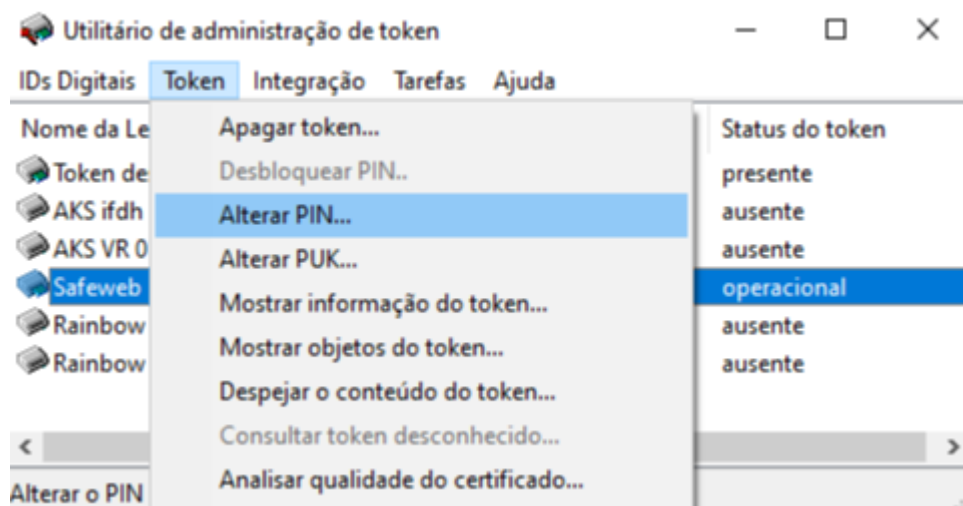 Utilitário de administração de token
IDs Digitais Token Integração Tarefas Ajuda
Nome da Le Status do token
Token de presente
AKS ifdh ausente
AKS VR 0 ausente
Safeweb operacional
Rainbow ausente
Rainbow ausente
Apagar token...
Desbloquear PIN..
Alterar PIN...
Alterar PUK...
Mostrar informação do token...
Mostrar objetos do token...
Despejar o conteúdo do token...
Consultar token desconhecido...
Analisar qualidade do certificado...
Alterar o PIN